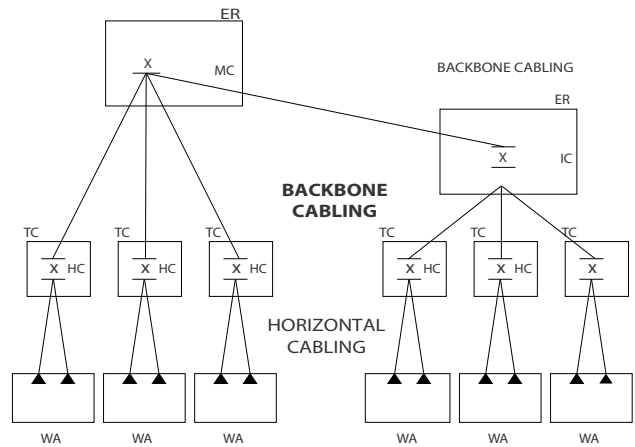 ER
X
MC
BACKBONE CABLING
ER
X
IC
BACKBONE
CABLING
TC
TC
TC
TC
TC
TC
X HC
X HC
X HC
X HC
X HC
X
HORIZONTAL
CABLING
WA
WA
WA
WA
WA
WA